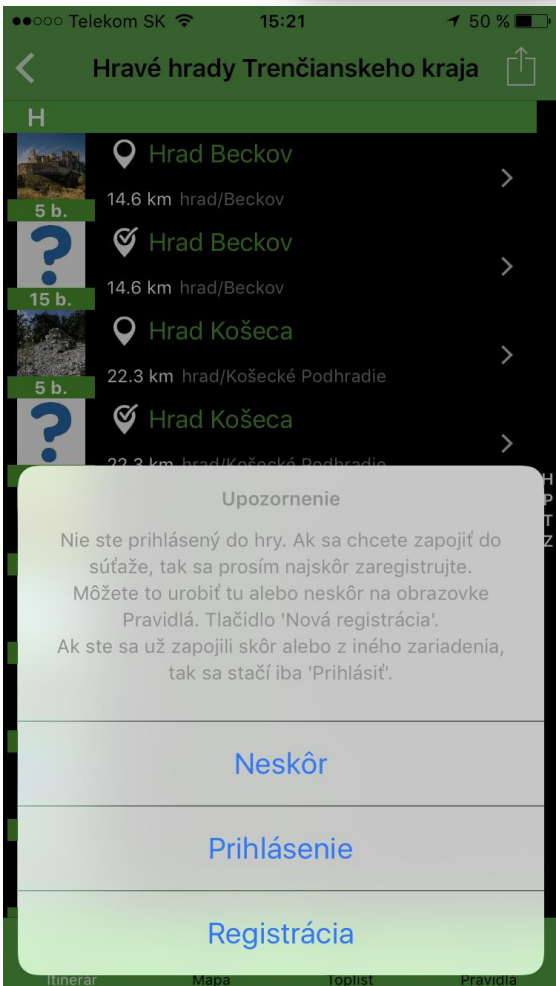 Telekom SK 15:21 50 %
Hravé hrady Trenčianskeho kraja
H
Hrad Beckov
14.6 km hrad/Beckov
5 b.
Hrad Beckov
14.6 km hrad/Beckov
15 b.
Hrad Košeca
22.3 km hrad/Košecké Podhradie
5 b.
Hrad Košeca
22.3 km hrad/Košecké Podhradie
H
P
T
Z
Upozornenie
Nie ste prihlásený do hry. Ak sa chcete zapojiť do
súťaže, tak sa prosím najskôr zaregistrujte.
Môžete to urobiť tu alebo neskôr na obrazovke
Pravidlá. Tlačidlo 'Nová registrácia'.
Ak ste sa už zapojili skôr alebo z iného zariadenia,
tak sa stačí iba 'Prihlásiť'.
Neskôr
Prihlásenie
Registrácia
Itinerár Mapa Toplist Pravidlá